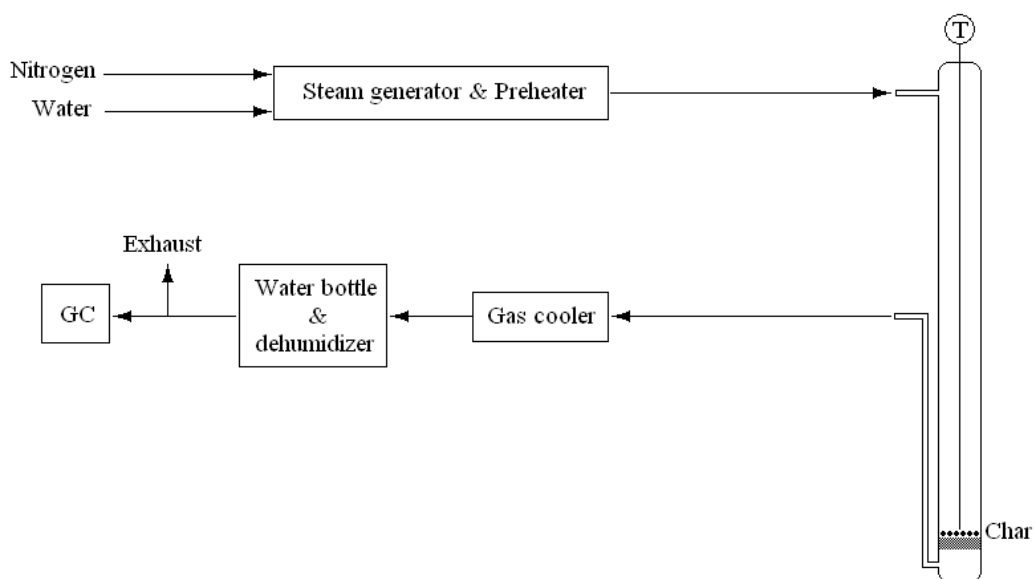 T
Nitrogen
Steam generator & Preheater
Water
Exhaust
GC
Water bottle
&
dehumidizer
Gas cooler
Char